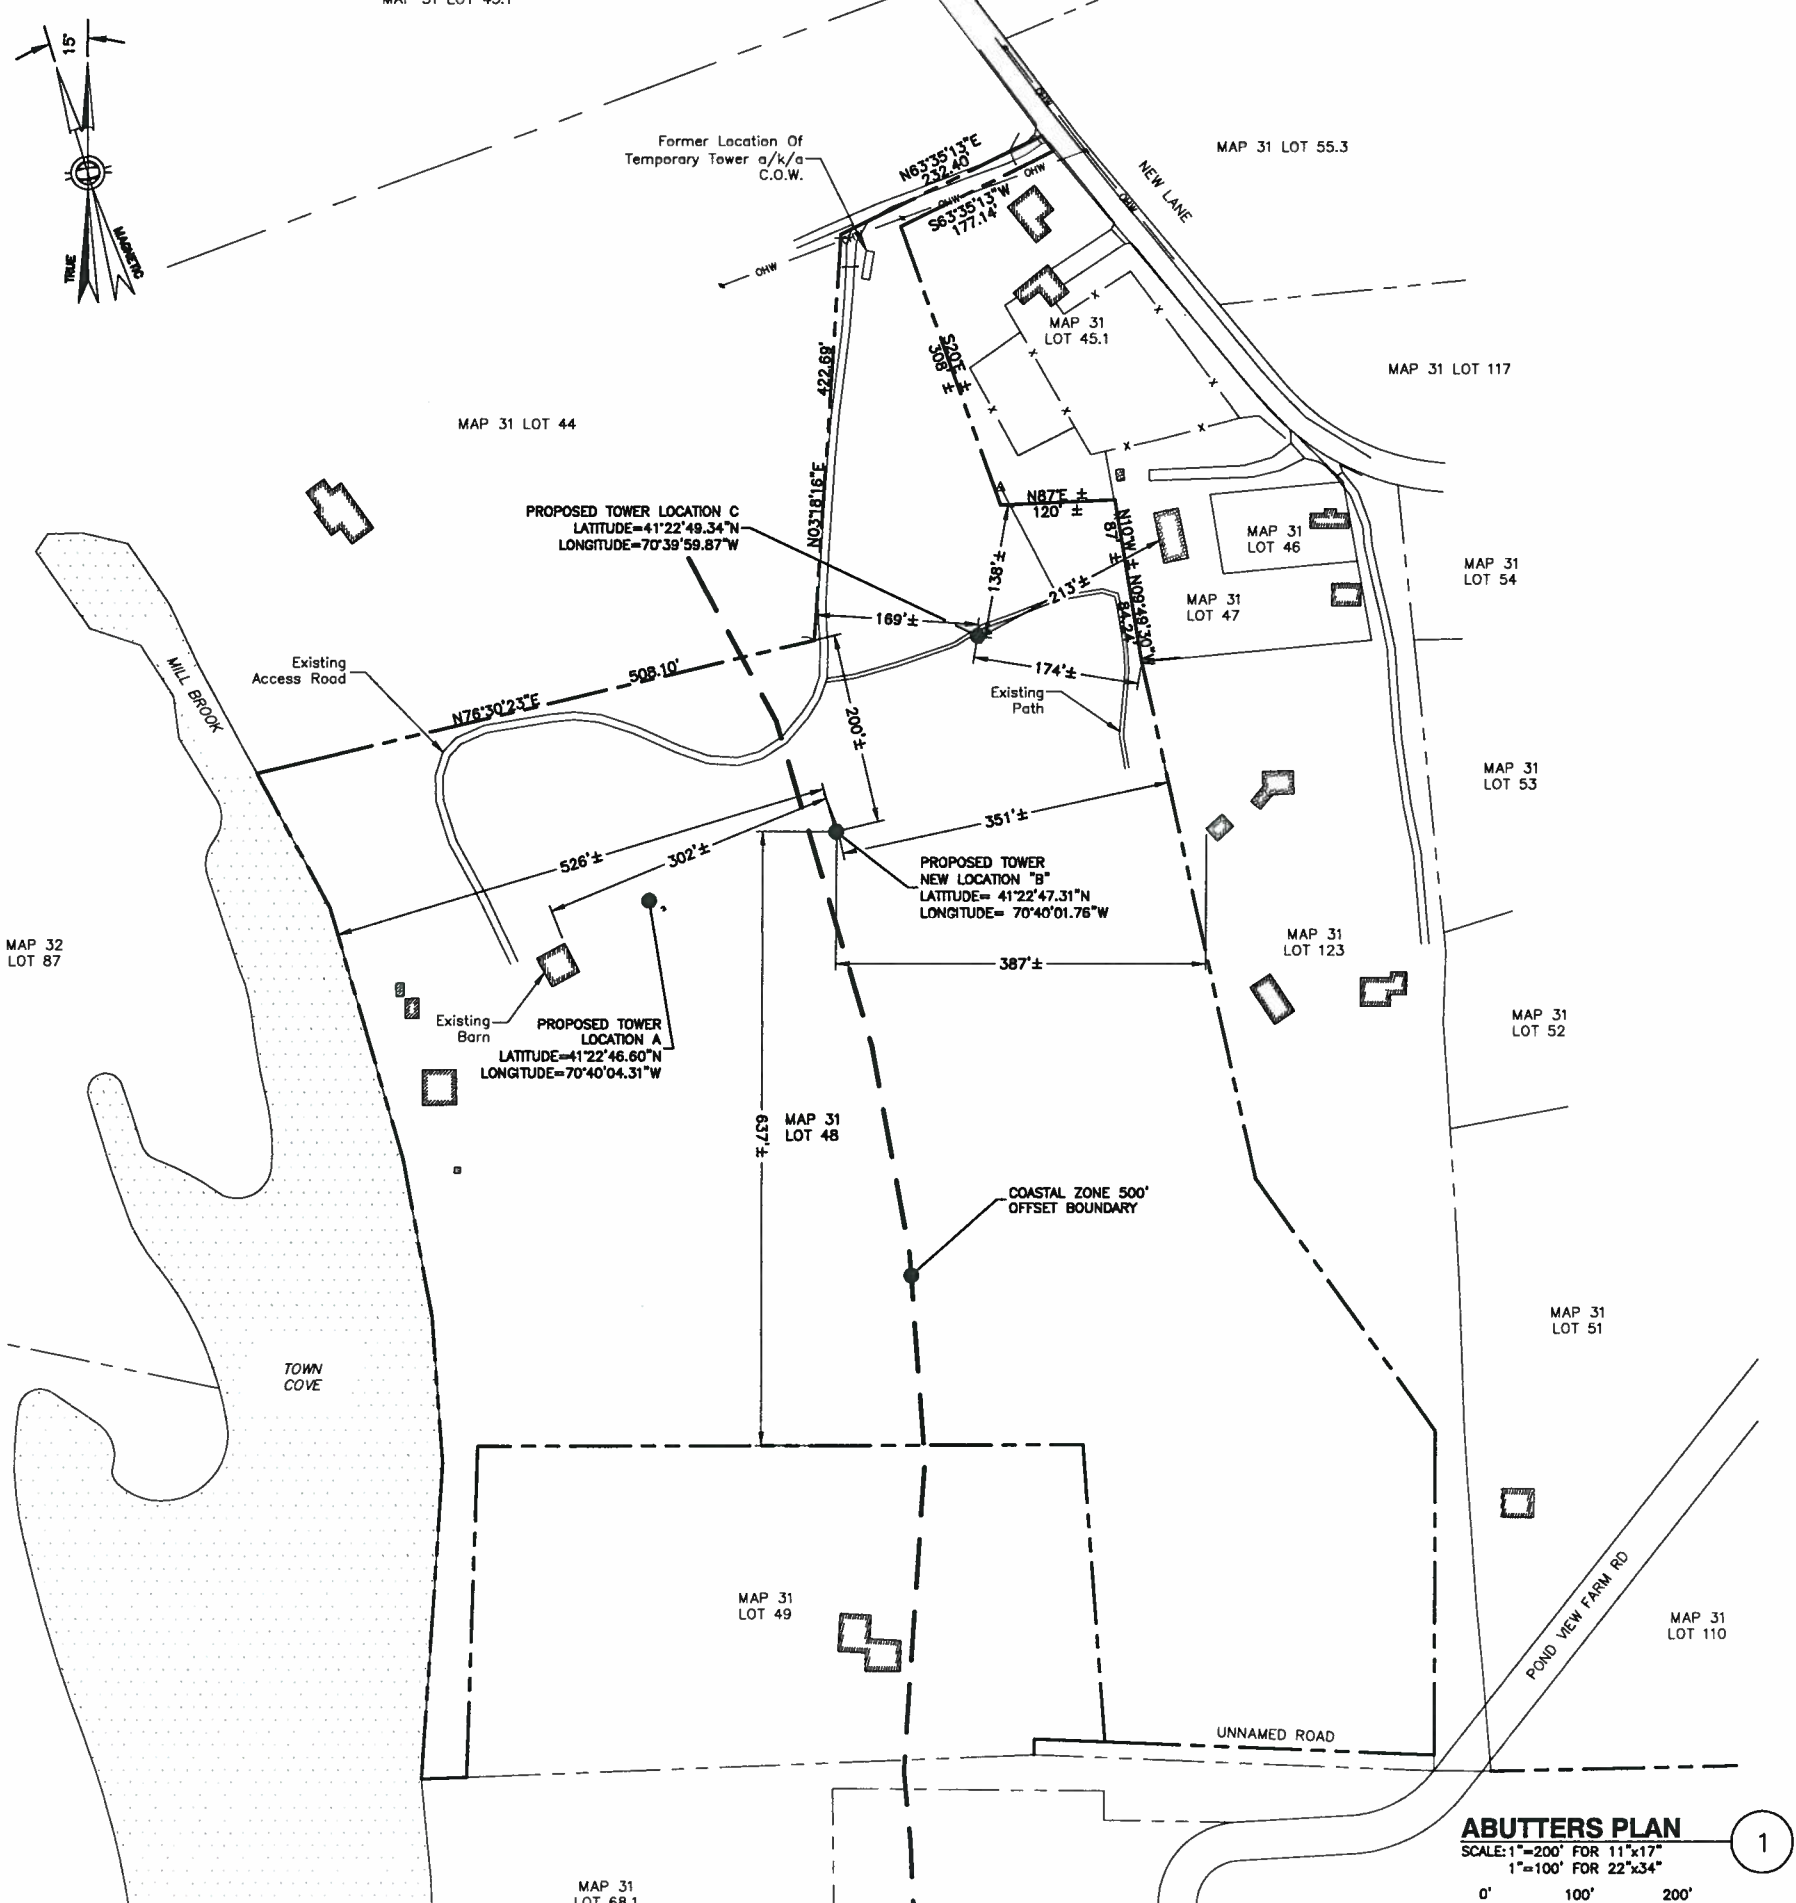 15°
TRUE
MAGNETIC
Former Location Of
Temporary Tower a/k/a
C.O.W.
N63°35'13"E
232.40'
OHW
OHW
S63°35'13"W
177.14'
OHW
OHW
OHW
OHW
NEW LANE
MAP 31 LOT 55.3
MAP 31
LOT 45.1
MAP 31 LOT 117
MAP 31 LOT 44
422.69'
N03°18'16"E
S20°E ±
308' ±
PROPOSED TOWER LOCATION C
LATITUDE=41°22'49.34"N
LONGITUDE=70°39'59.87"W
N87°E ±
120' ±
N10°W ±
87' ±
N09°49'30"W
84.24'
138'±
213'±
169'±
174'±
MAP 31
LOT 46
MAP 31
LOT 47
MAP 31
LOT 54
MILL BROOK
Existing
Access Road
N76°30'23"E
508.10'
Existing
Path
200'±
351'±
526'±
302'±
MAP 31
LOT 53
PROPOSED TOWER
NEW LOCATION "B"
LATITUDE= 41°22'47.31"N
LONGITUDE= 70°40'01.76"W
MAP 32
LOT 87
387'±
MAP 31
LOT 123
Existing
Barn
PROPOSED TOWER
LOCATION A
LATITUDE=41°22'46.60"N
LONGITUDE=70°40'04.31"W
MAP 31
LOT 52
637'±
MAP 31
LOT 48
COASTAL ZONE 500'
OFFSET BOUNDARY
MAP 31
LOT 51
TOWN
COVE
MAP 31
LOT 49
POND VIEW FARM RD
MAP 31
LOT 110
UNNAMED ROAD
ABUTTERS PLAN
SCALE: 1"=200' FOR 11"x17"
1"=100' FOR 22"x34"
1
0' 100' 200'
MAP 31
LOT 68.1